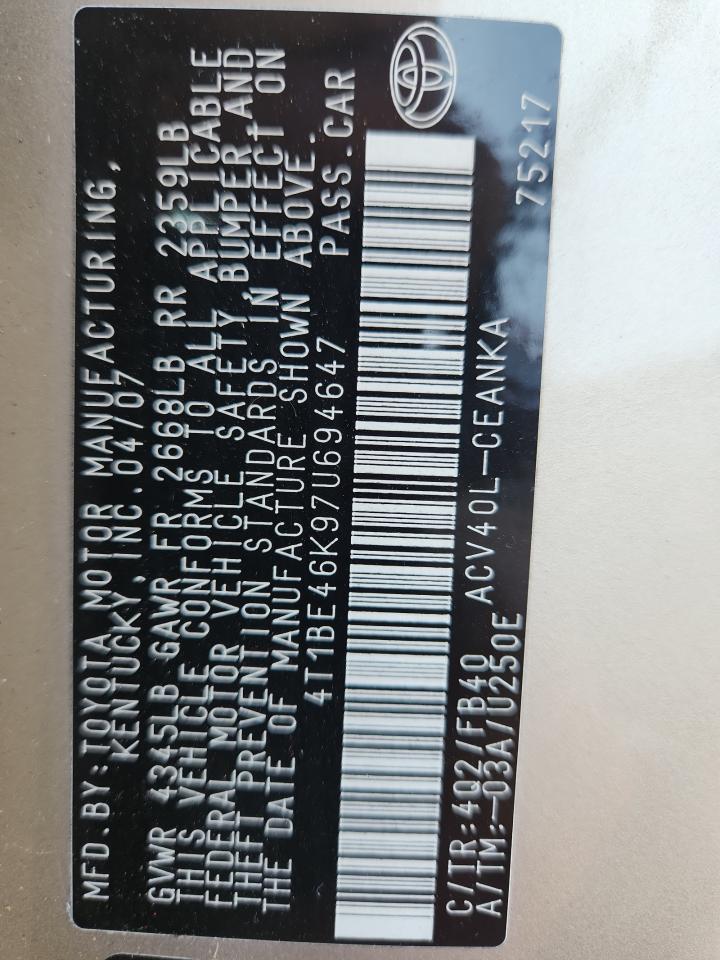 MFD.BY:TOYOTA MOTOR MANUFACTURING,
KENTUCKY, INC. 04/07
GVWR 4345LB GAWR FR 2668LB RR 2359LB
THIS VEHICLE CONFORMS TO ALL APPLICABLE
FEDERAL MOTOR VEHICLE SAFETY, BUMPER AND
THEFT PREVENTION STANDARDS IN EFFECT ON
THE DATE OF MANUFACTURE SHOWN ABOVE.
4T1BE46K97U694647 PASS.CAR
C/TR:4Q2/FB40 ACV40L-CEANKA
A/TM:-03A/U250E 75217